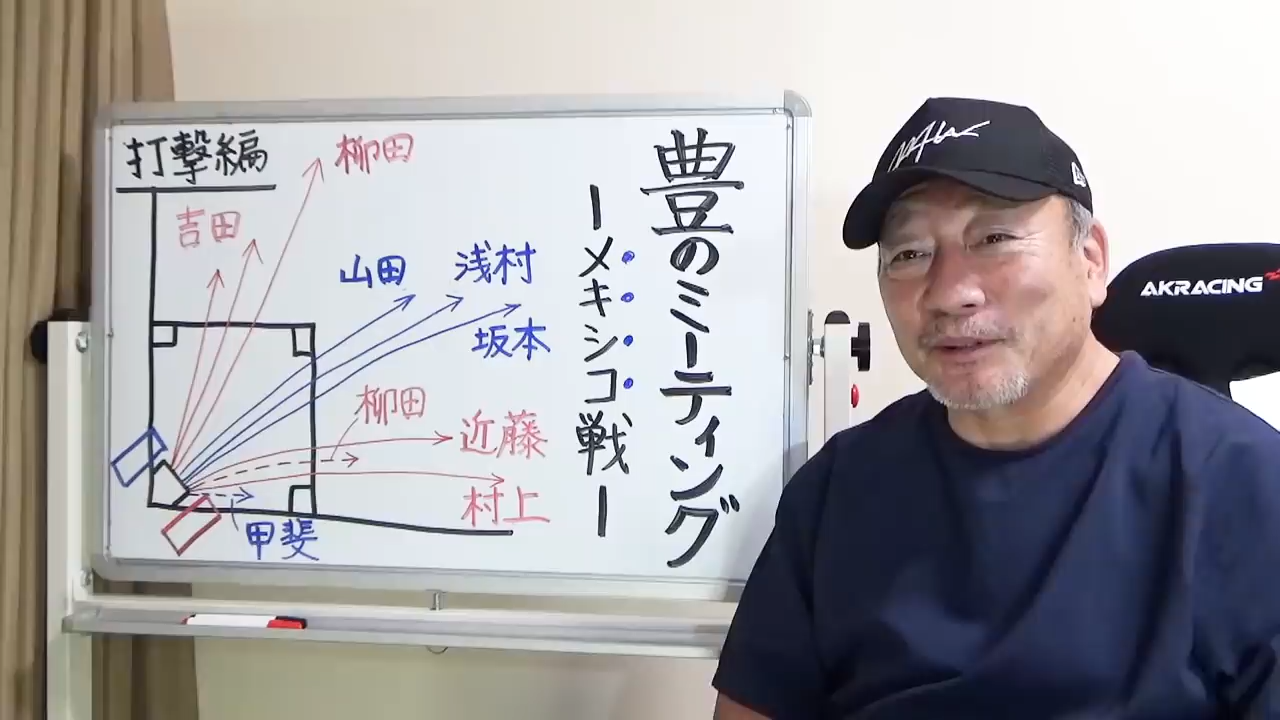 打撃編
豊のミーティング
ーメキシコ戦ー
柳田
吉田
山田
浅村
坂本
柳田
近藤
村上
甲斐
AKRACING